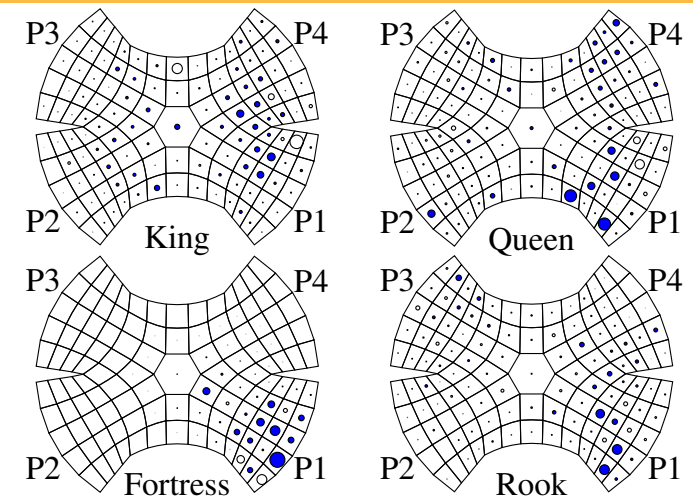 P3 P4 P3 P4
P2 King P1 P2 Queen P1
P3 P4 P3 P4
P2 Fortress P1 P2 Rook P1